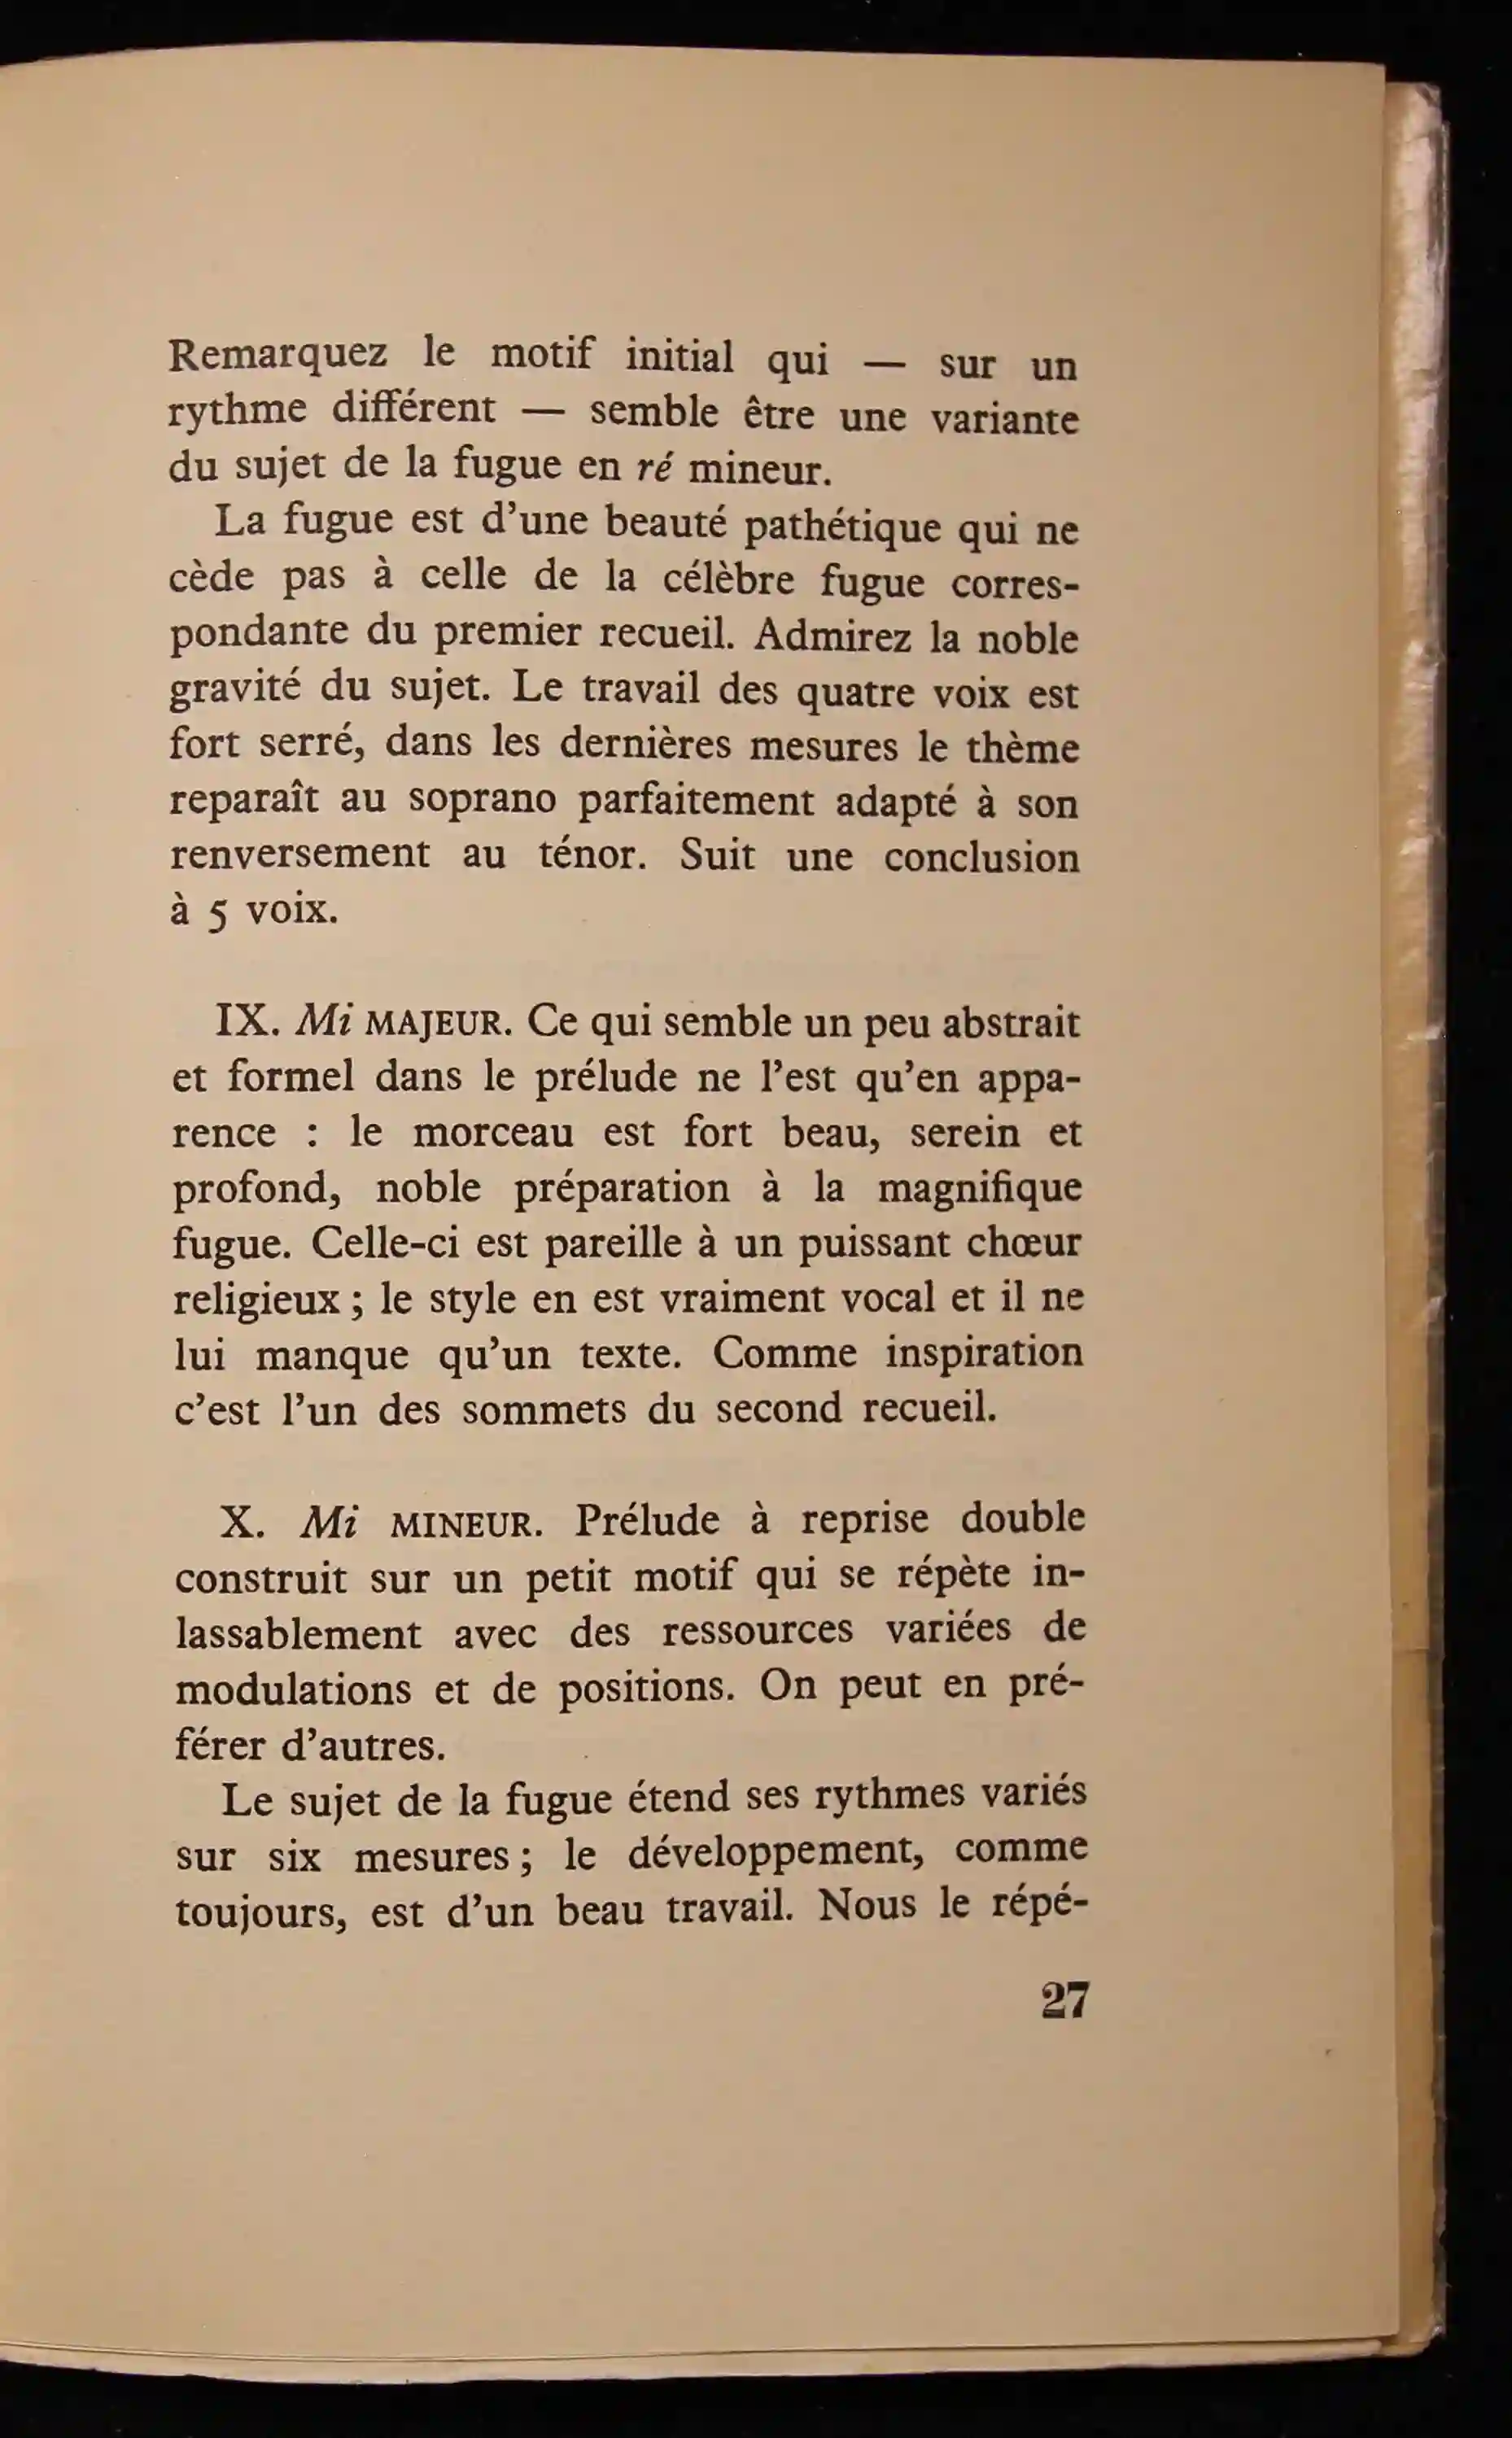 Remarquez le motif initial qui — sur un
rythme différent — semble être une variante
du sujet de la fugue en ré mineur.
La fugue est d’une beauté pathétique qui ne
cède pas à celle de la célèbre fugue corres-
pondante du premier recueil. Admirez la noble
gravité du sujet. Le travail des quatre voix est
fort serré, dans les dernières mesures le thème
reparaît au soprano parfaitement adapté à son
renversement au ténor. Suit une conclusion
à 5 voix.
IX. Mi MAJEUR. Ce qui semble un peu abstrait
et formel dans le prélude ne l’est qu’en appa-
rence : le morceau est fort beau, serein et
profond, noble préparation à la magnifique
fugue. Celle-ci est pareille à un puissant chœur
religieux ; le style en est vraiment vocal et il ne
lui manque qu’un texte. Comme inspiration
c’est l’un des sommets du second recueil.
X. Mi MINEUR. Prélude à reprise double
construit sur un petit motif qui se répète in-
lassablement avec des ressources variées de
modulations et de positions. On peut en pré-
férer d’autres.
Le sujet de la fugue étend ses rythmes variés
sur six mesures ; le développement, comme
toujours, est d’un beau travail. Nous le répé-
27